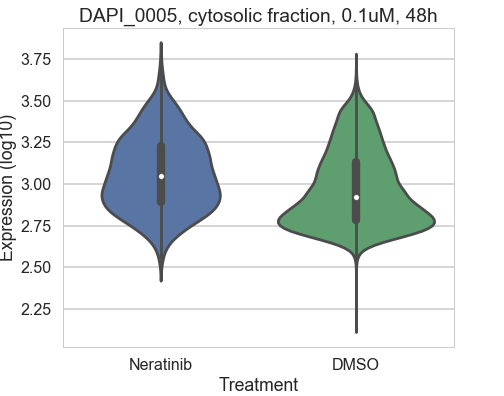 DAPI_0005, cytosolic fraction, 0.1uM, 48h
Expression (log10)
3.75
3.50
3.25
3.00
2.75
2.50
2.25
Neratinib
DMSO
Treatment